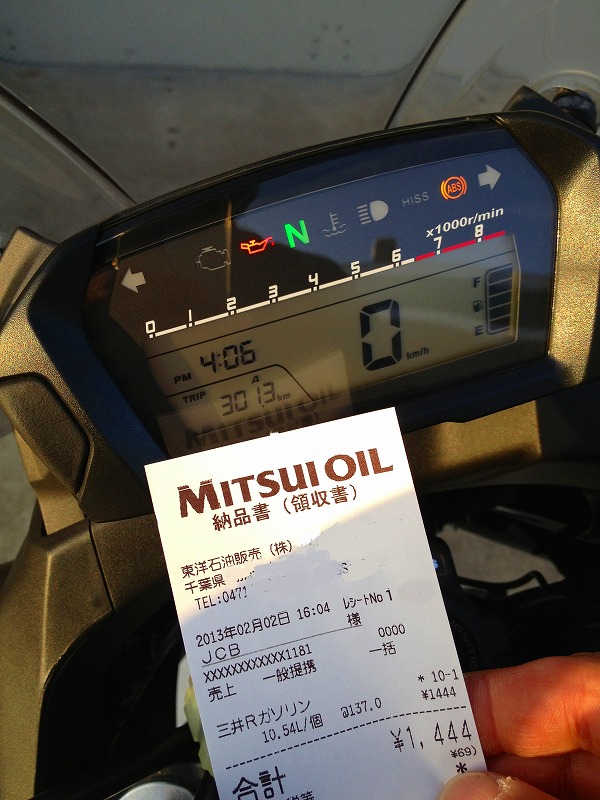 ABS
HISS
N
x1000r/min
0 1 2 3 4 5 6 7 8
F
E
PM 4:06
0 km/h
TRIP A
301.3 km
MITSUI OIL
納品書(領収書)
東洋石油販売(株)
千葉県
TEL:0471
2013年02月02日 16:04 レシートNo 1
JCB 様
XXXXXXXXXXXX1181 0000
売上 一般提携 一括
* 10-1
三井Rガソリン ¥1444
10.54L/個 @137.0
¥1,444
合計 ¥69)
*